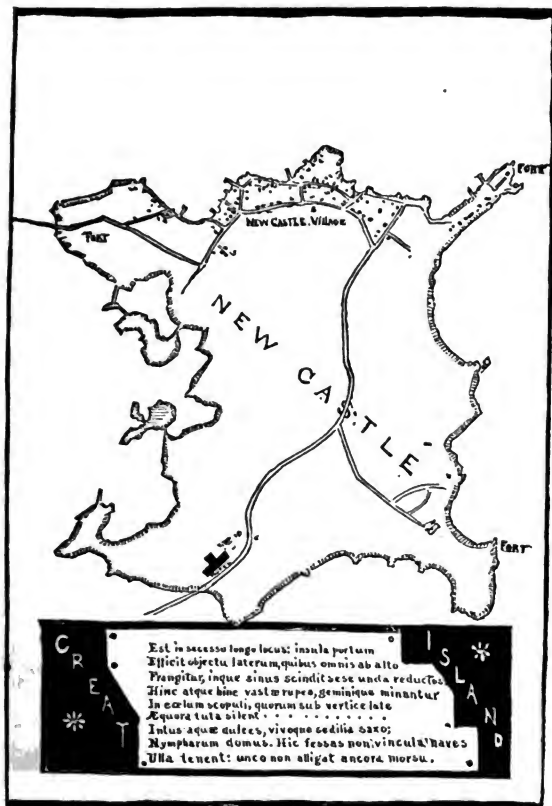 FORT
FORT
NEW CASTLE VILLAGE
NEW CASTLE
FORT
GREAT ISLAND
Est in secessu longo locus: insula portum
Efficit objectu laterum, quibus omnis ab alto
Frangitur, inque sinus scindit sese unda reductos
Hinc atque hinc vastæ rupes, geminique minantur
In cœlum scopuli, quorum sub vertice late
Æquora tuta silent . . . . . . . . .
Intus aquæ dulces, vivoque sedilia saxo;
Nympharum domus. Hic fessas non vincula naves
Ulla tenent: unco non alligat ancora morsu.